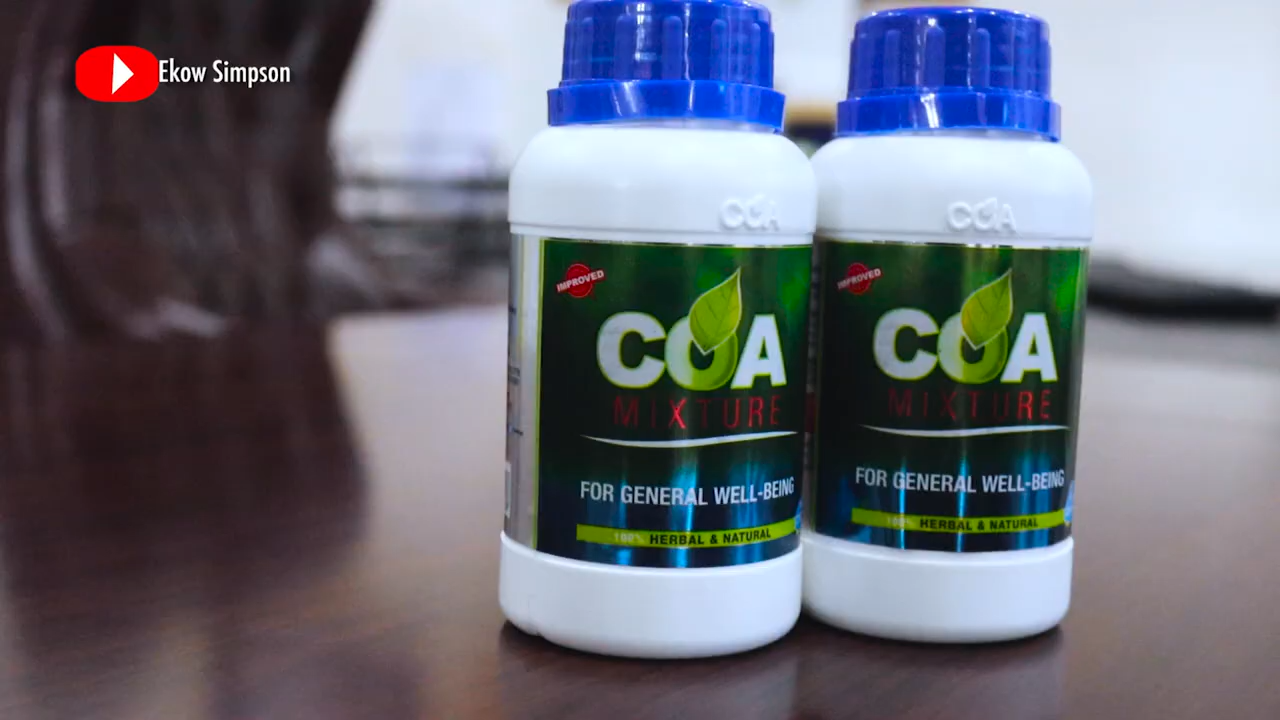 Ekow Simpson
COA
IMPROVED
COA
MIXTURE
FOR GENERAL WELL-BEING
100% HERBAL & NATURAL
COA
IMPROVED
COA
MIXTURE
FOR GENERAL WELL-BEING
100% HERBAL & NATURAL